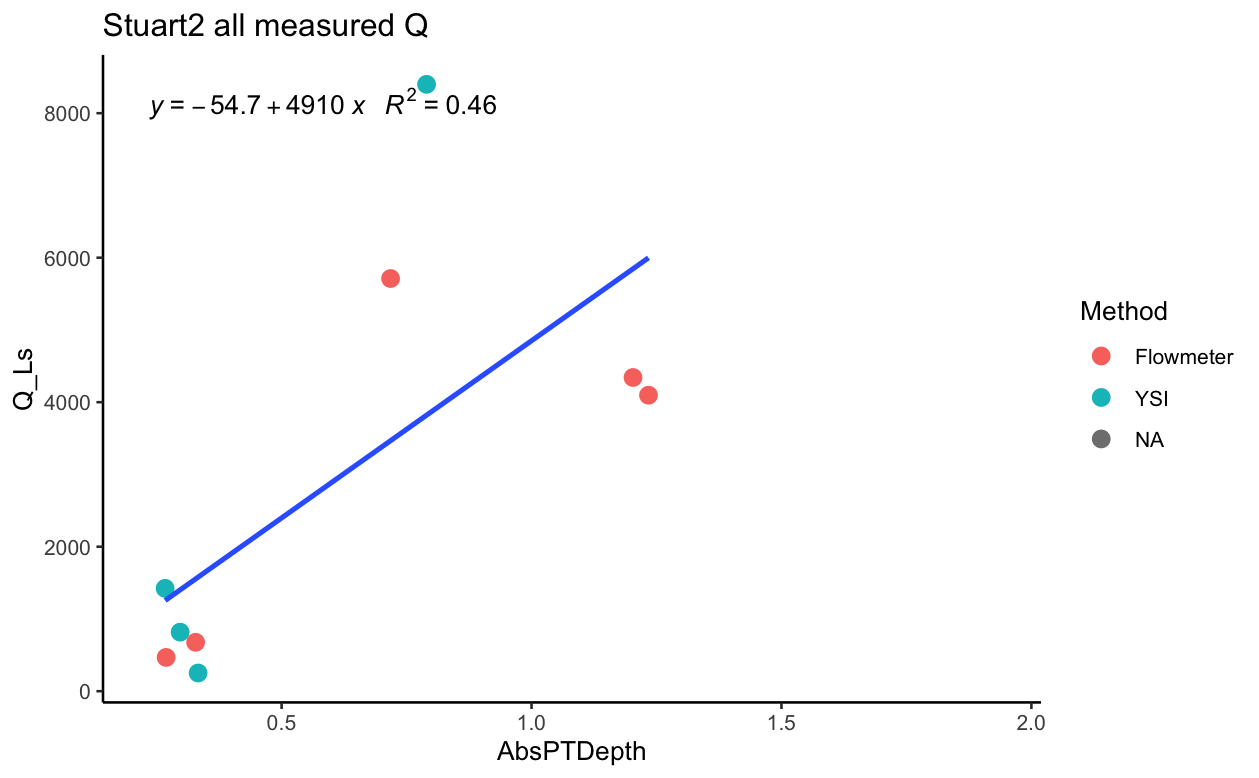 Stuart2 all measured Q
y = − 54.7 + 4910 x R² = 0.46
8000
6000
4000
2000
0
Q_Ls
0.5 1.0 1.5 2.0
AbsPTDepth
Method
Flowmeter
YSI
NA